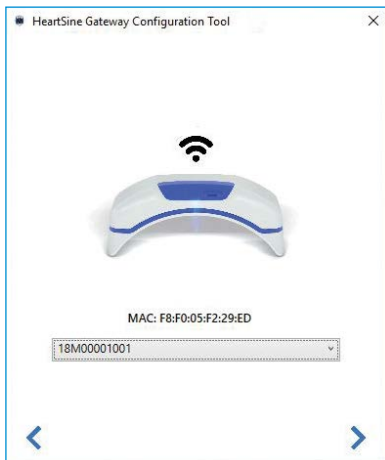 HeartSine Gateway Configuration Tool
MAC: F8:F0:05:F2:29:ED
18M00001001